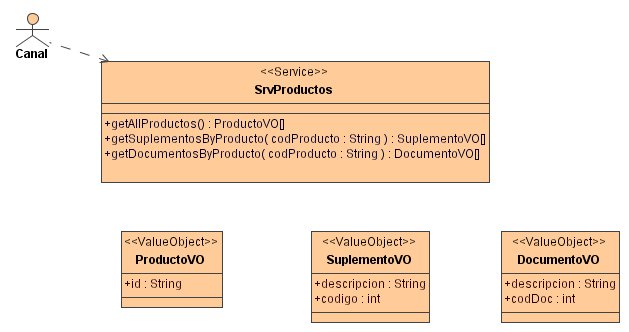 Canal
<<Service>>
SrvProductos
+getAllProductos() : ProductoVO[]
+getSuplementosByProducto( codProducto : String ) : SuplementoVO[]
+getDocumentosByProducto( codProducto : String ) : DocumentoVO[]
<<ValueObject>>
ProductoVO
+id : String
<<ValueObject>>
SuplementoVO
+descripcion : String
+codigo : int
<<ValueObject>>
DocumentoVO
+descripcion : String
+codDoc : int